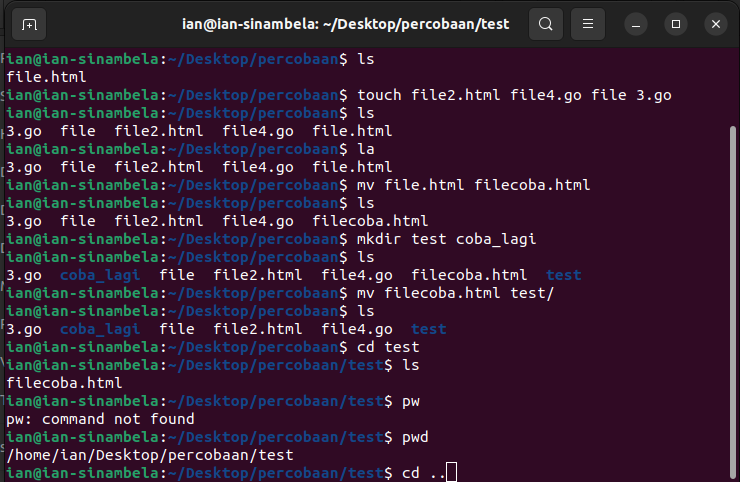 ian@ian-sinambela: ~/Desktop/percobaan/test
ian@ian-sinambela:~/Desktop/percobaan$ ls
file.html
ian@ian-sinambela:~/Desktop/percobaan$ touch file2.html file4.go file 3.go
ian@ian-sinambela:~/Desktop/percobaan$ ls
3.go  file  file2.html  file4.go  file.html
ian@ian-sinambela:~/Desktop/percobaan$ la
3.go  file  file2.html  file4.go  file.html
ian@ian-sinambela:~/Desktop/percobaan$ mv file.html filecoba.html
ian@ian-sinambela:~/Desktop/percobaan$ ls
3.go  file  file2.html  file4.go  filecoba.html
ian@ian-sinambela:~/Desktop/percobaan$ mkdir test coba_lagi
ian@ian-sinambela:~/Desktop/percobaan$ ls
3.go  coba_lagi  file  file2.html  file4.go  filecoba.html  test
ian@ian-sinambela:~/Desktop/percobaan$ mv filecoba.html test/
ian@ian-sinambela:~/Desktop/percobaan$ ls
3.go  coba_lagi  file  file2.html  file4.go  test
ian@ian-sinambela:~/Desktop/percobaan$ cd test
ian@ian-sinambela:~/Desktop/percobaan/test$ ls
filecoba.html
ian@ian-sinambela:~/Desktop/percobaan/test$ pw
pw: command not found
ian@ian-sinambela:~/Desktop/percobaan/test$ pwd
/home/ian/Desktop/percobaan/test
ian@ian-sinambela:~/Desktop/percobaan/test$ cd ..